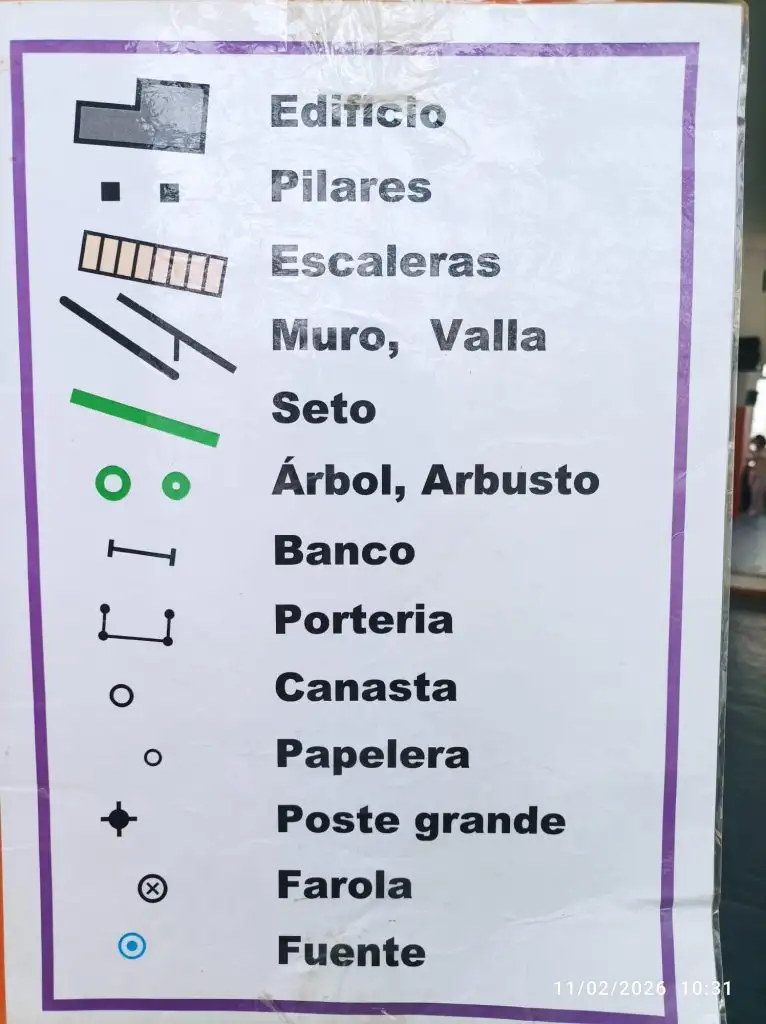 Edificio
Pilares
Escaleras
Muro, Valla
Seto
Árbol, Arbusto
Banco
Porteria
Canasta
Papelera
Poste grande
Farola
Fuente
11/02/2026 10:31